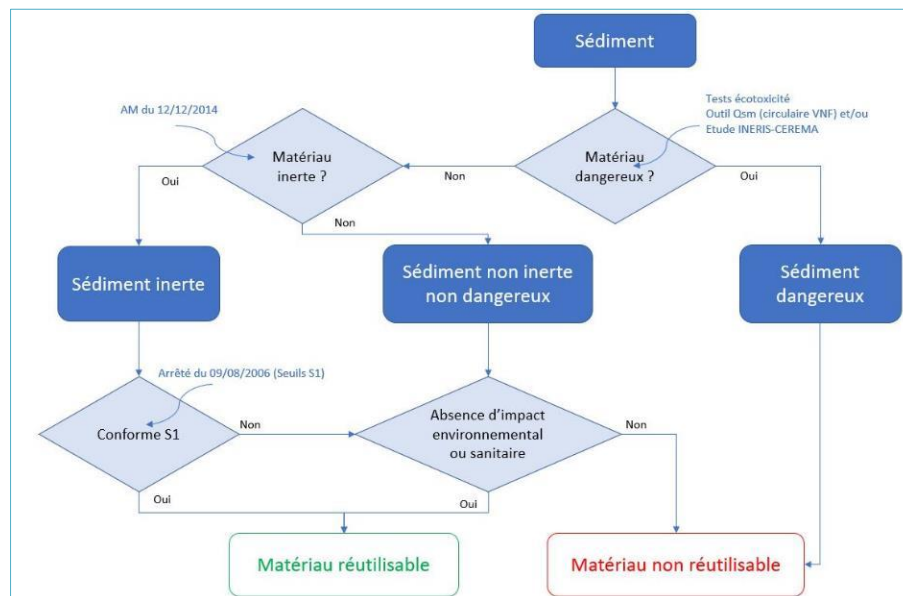 Sédiment
Tests écotoxicité
Outil Qsm (circulaire VNF) et/ou
Etude INERIS-CEREMA
AM du 12/12/2014
Matériau
inerte ?
Matériau
dangereux ?
Oui
Non
Oui
Non
Sédiment inerte
Sédiment non inerte
non dangereux
Sédiment
dangereux
Arrêté du 09/08/2006 (Seuils S1)
Conforme S1
Non
Absence d’impact
environnemental
ou sanitaire
Non
Oui
Oui
Matériau réutilisable
Matériau non réutilisable